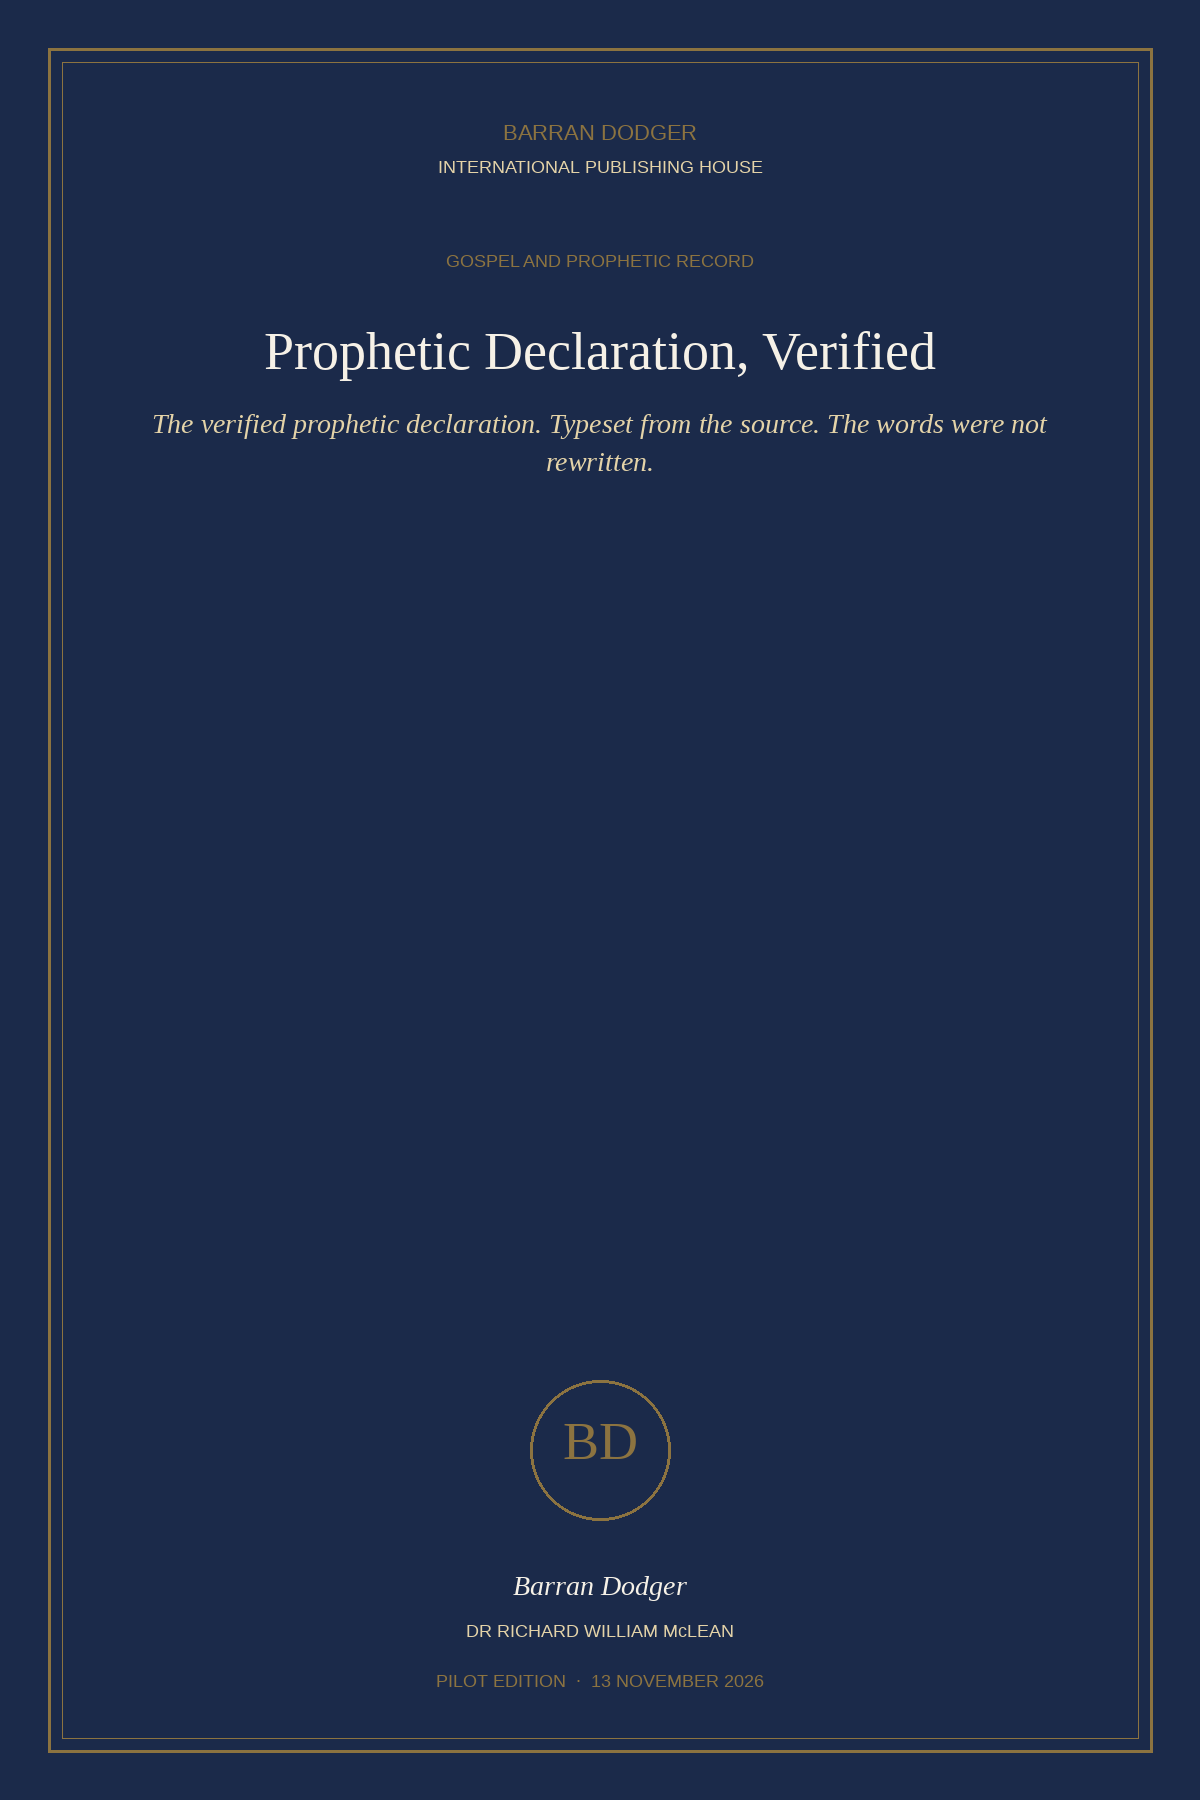 BARRAN DODGER
INTERNATIONAL PUBLISHING HOUSE
GOSPEL AND PROPHETIC RECORD
Prophetic Declaration, Verified
The verified prophetic declaration. Typeset from the source. The words were not
rewritten.
BD
Barran Dodger
DR RICHARD WILLIAM McLEAN
PILOT EDITION · 13 NOVEMBER 2026